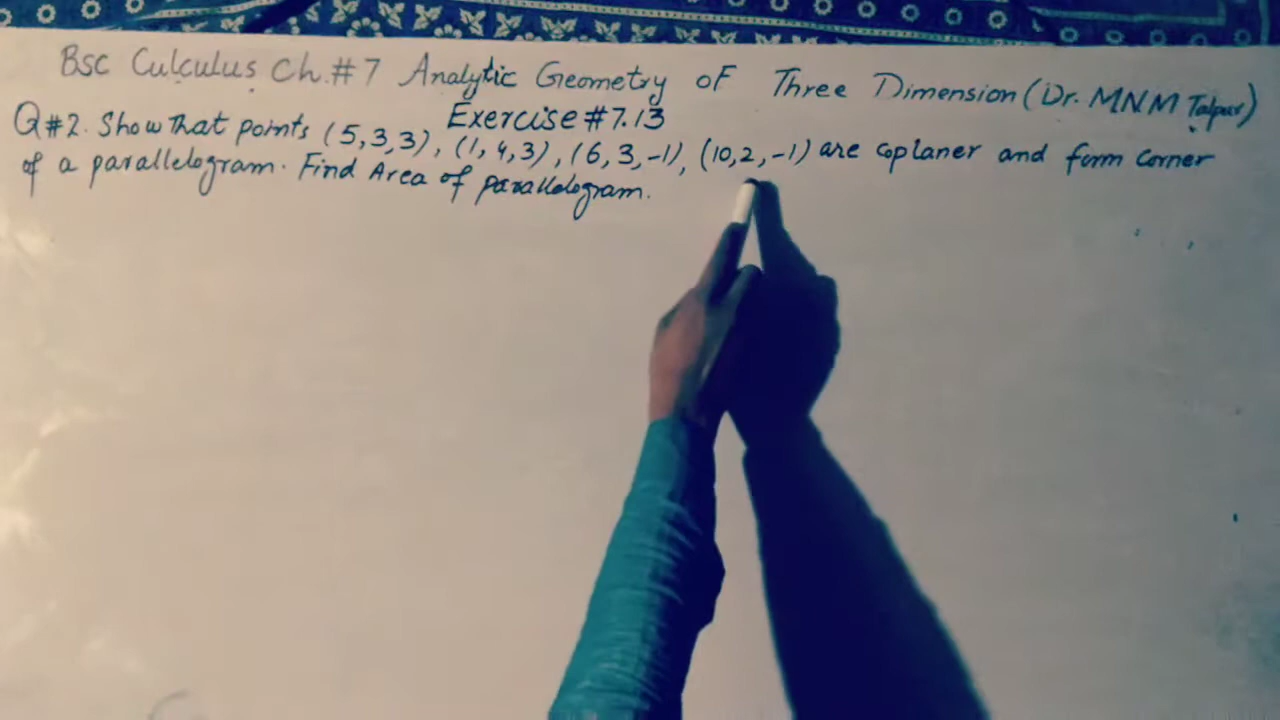 Bsc Culculus Ch.#7 Analytic Geometry of Three Dimension (Dr. M.N.M Talpur)
Exercise #7.13
Q#2. Show that points (5,3,3), (1,4,3), (6,3,-1), (10,2,-1) are coplaner and form corner
of a parallelogram. Find Area of parallelogram.